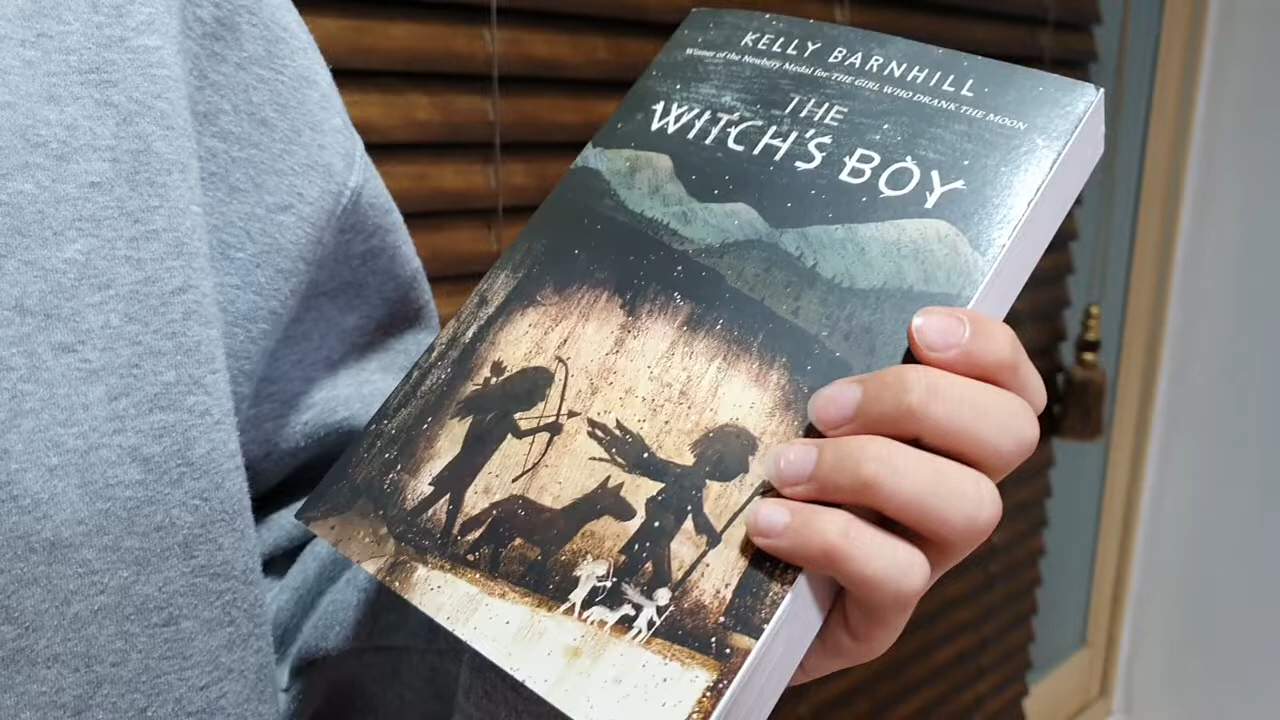 KELLY BARNHILL
Winner of the Newbery Medal for THE GIRL WHO DRANK THE MOON
THE
WITCH'S BOY